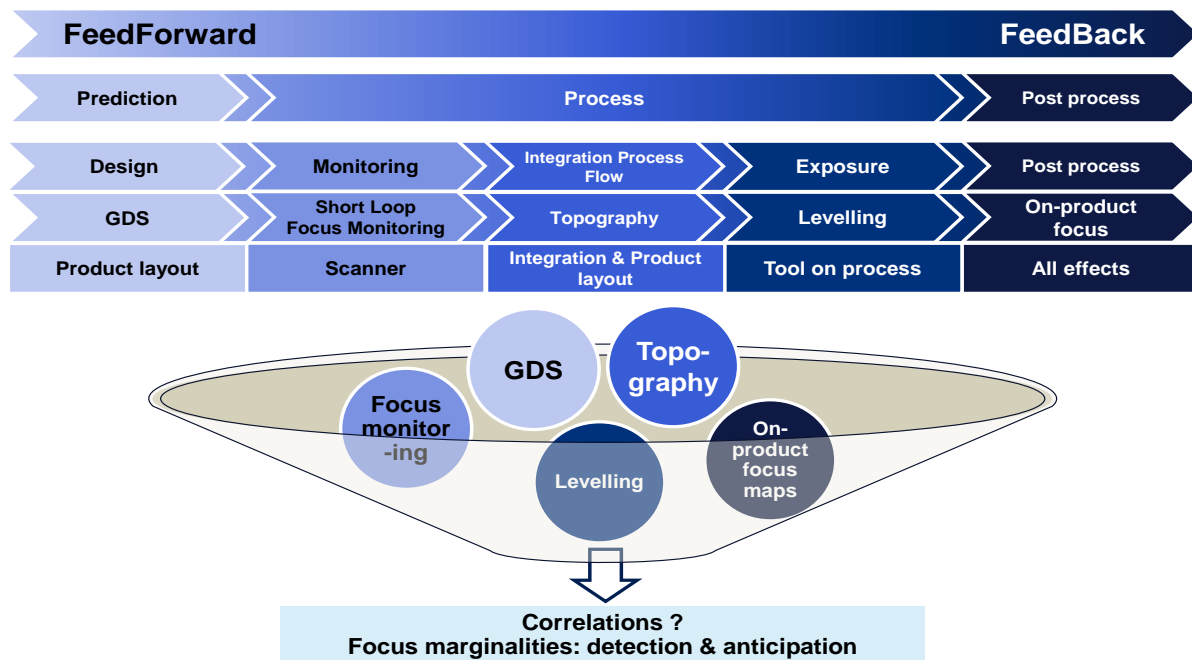 FeedForward FeedBack
Prediction Process Post process
Design Monitoring Integration Process Flow Exposure Post process
GDS Short Loop Focus Monitoring Topography Levelling On-product focus
Product layout Scanner Integration & Product layout Tool on process All effects
GDS
Topo-
graphy
Focus
monitor
-ing
Levelling
On-
product
focus
maps
Correlations ?
Focus marginalities: detection & anticipation